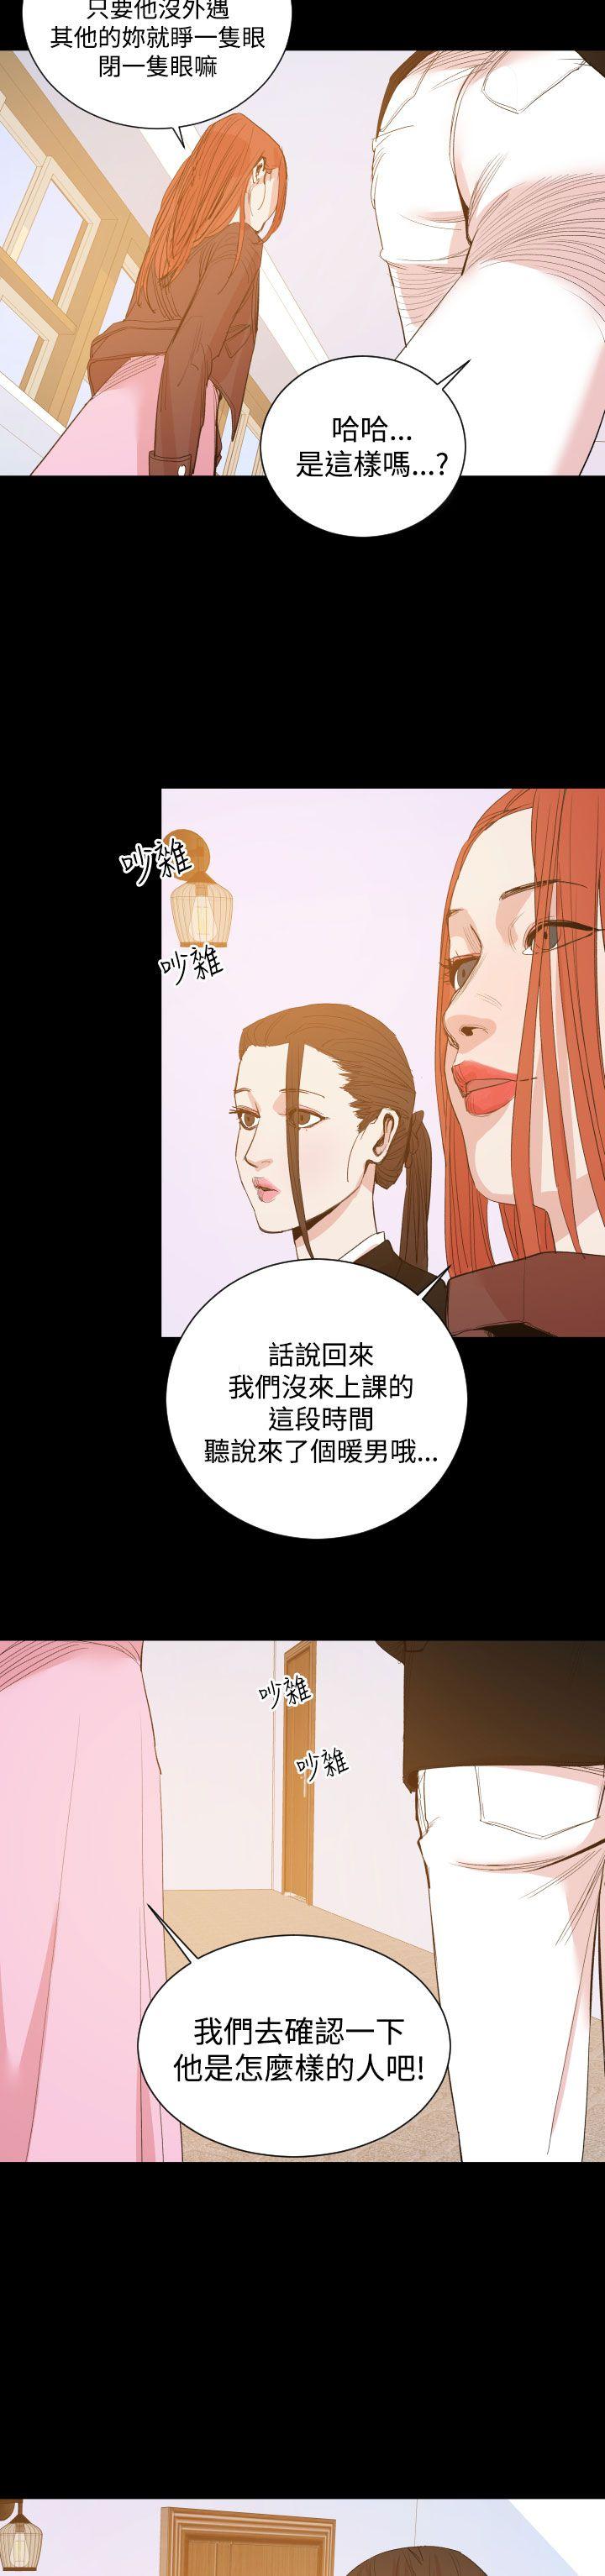 只要他沒外遇
其他的妳就睜一隻眼
閉一隻眼嘛
哈哈...
是這樣嗎...?
吵雜
吵雜
話說回來
我們沒來上課的
這段時間
聽說來了個暖男哦...
吵雜
吵雜
我們去確認一下
他是怎麼樣的人吧!